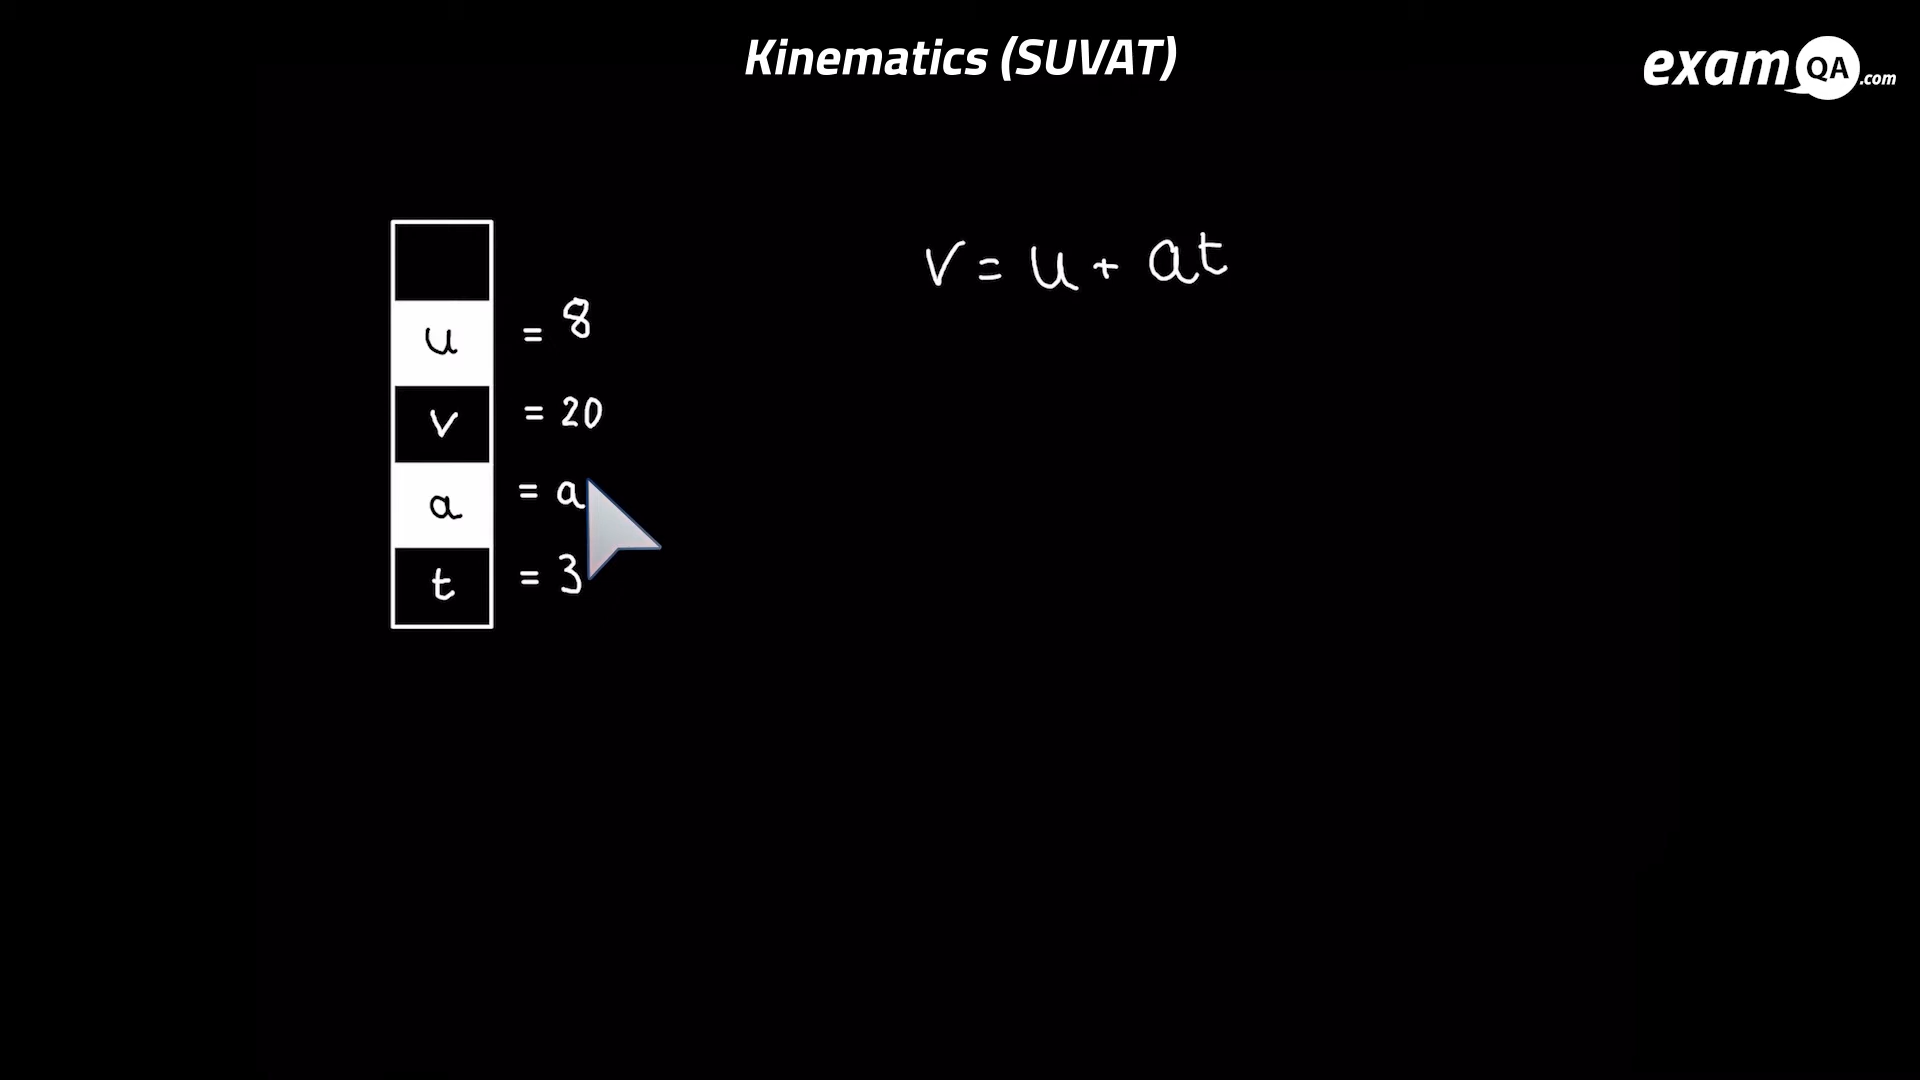 Kinematics (SUVAT)
examQA.com
v = u + at
u = 8
v = 20
a = a
t = 3